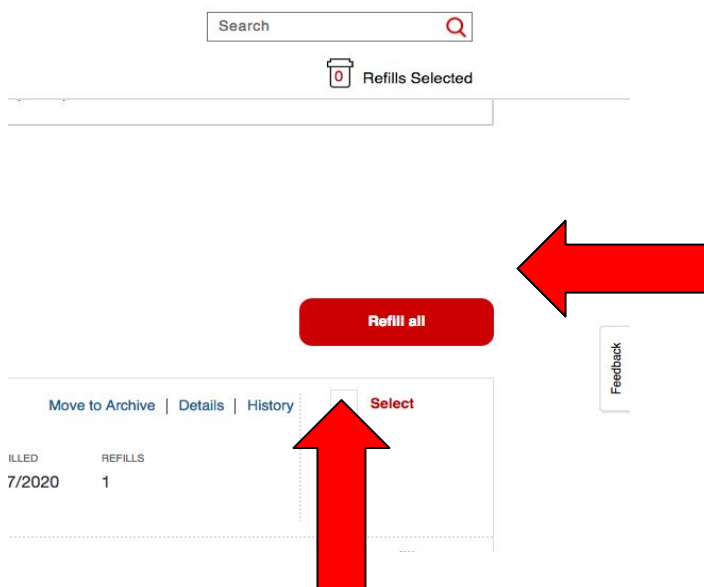 Search
0 Refills Selected
Refill all
Feedback
Move to Archive | Details | History
Select
ILLED REFILLS
7/2020 1